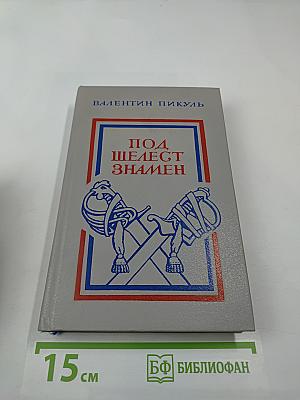 ВАЛЕНТИН ПИКУЛЬ
ПОД
ШЕЛЕСТ
ЗНАМЕН
15 см
БФ БИБЛИОФАН